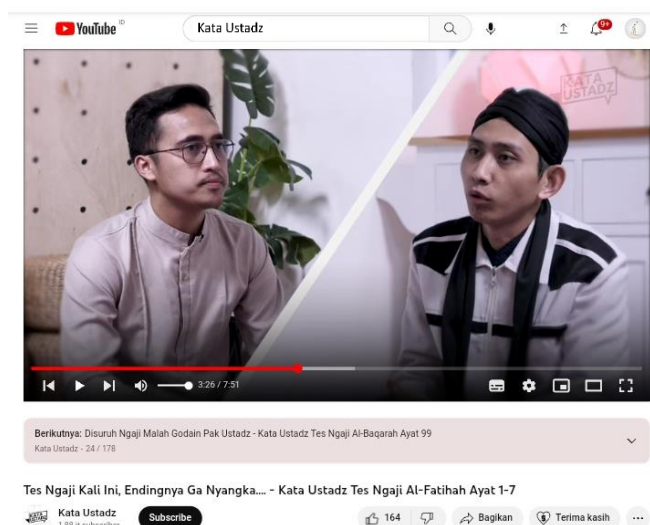 YouTube ID
Kata Ustadz
9+
KATA
USTADZ
3:26 / 7:51
Berikutnya: Disuruh Ngaji Malah Godain Pak Ustadz - Kata Ustadz Tes Ngaji Al-Baqarah Ayat 99
Kata Ustadz - 24 / 178
Tes Ngaji Kali Ini, Endingnya Ga Nyangka.... - Kata Ustadz Tes Ngaji Al-Fatihah Ayat 1-7
Kata Ustadz Subscribe 164 Bagikan Terima kasih ...